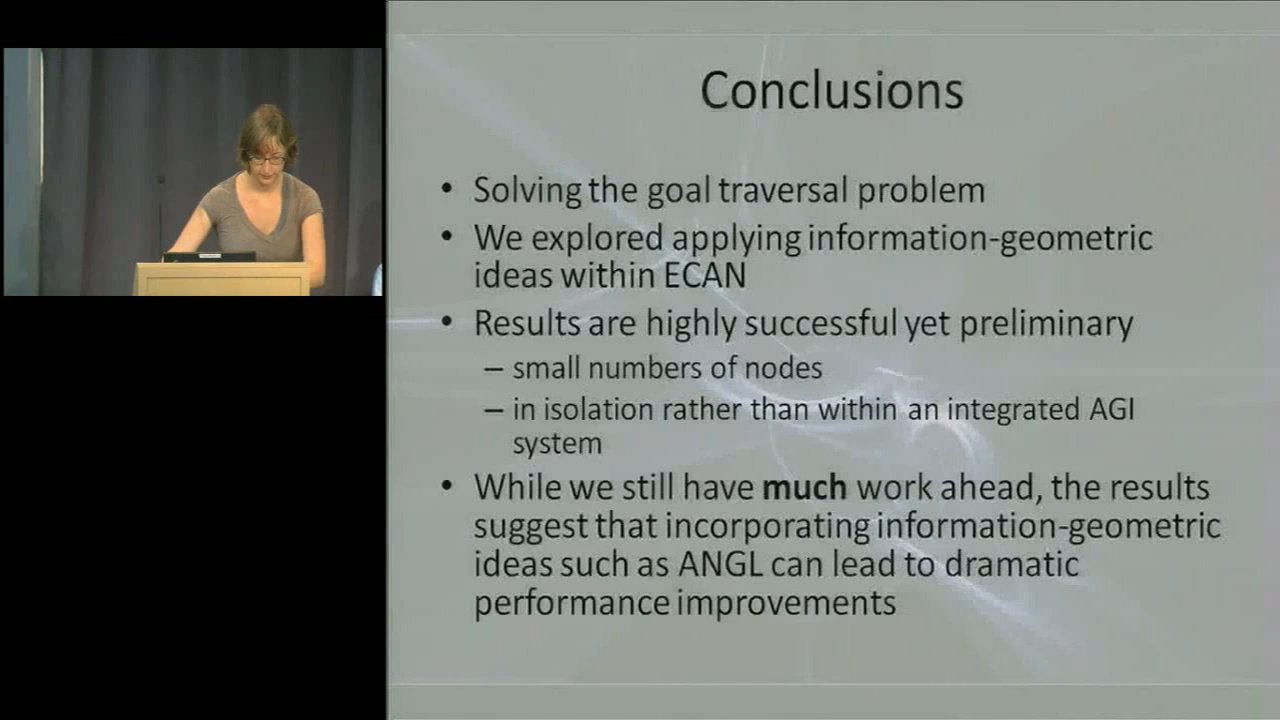 Conclusions
• Solving the goal traversal problem
• We explored applying information-geometric
ideas within ECAN
• Results are highly successful yet preliminary
– small numbers of nodes
– in isolation rather than within an integrated AGI
system
• While we still have much work ahead, the results
suggest that incorporating information-geometric
ideas such as ANGL can lead to dramatic
performance improvements